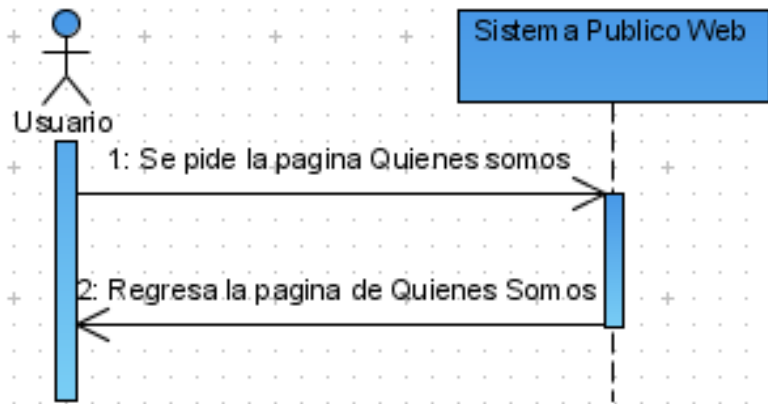 Sistema Publico Web
Usuario
1: Se pide la pagina Quienes somos
2: Regresa la pagina de Quienes Somos